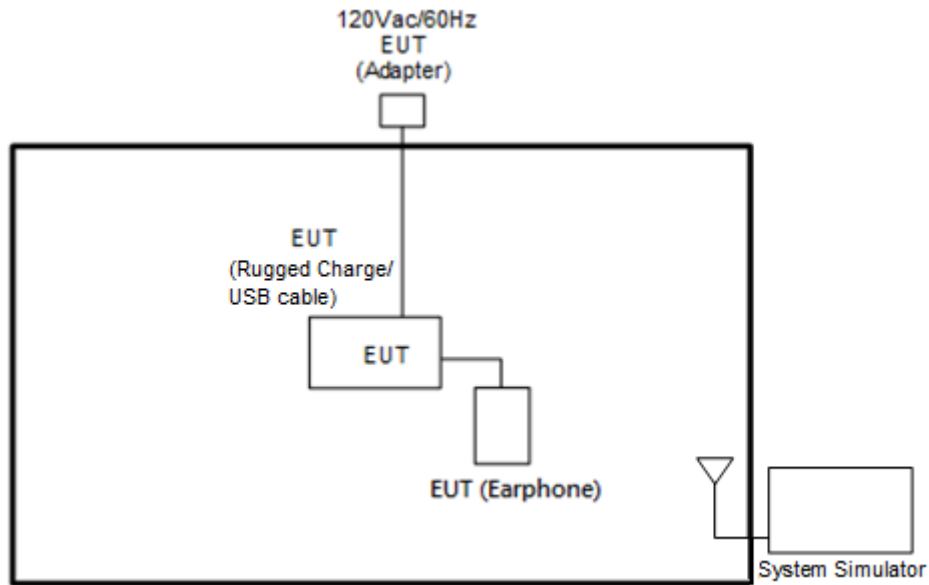 120Vac/60Hz
EUT
(Adapter)
EUT
(Rugged Charge/
USB cable)
EUT
EUT (Earphone)
System Simulator